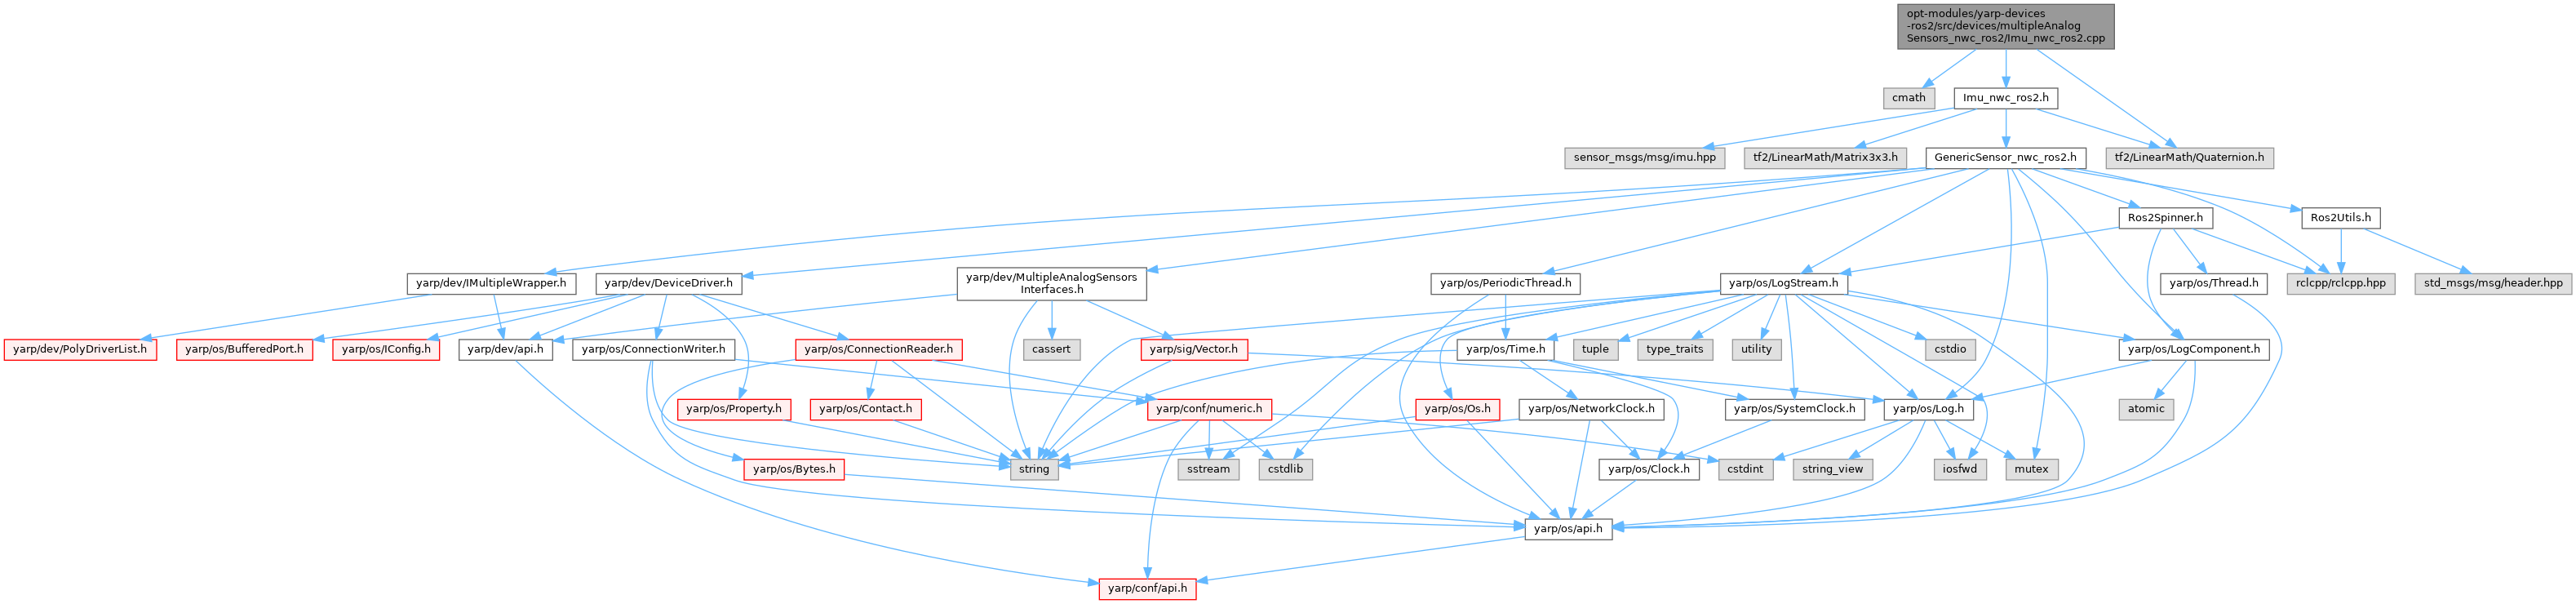 opt-modules/yarp-devices
-ros2/src/devices/multipleAnalog
Sensors_nwc_ros2/Imu_nwc_ros2.cpp
cmath
Imu_nwc_ros2.h
sensor_msgs/msg/imu.hpp
tf2/LinearMath/Matrix3x3.h
GenericSensor_nwc_ros2.h
tf2/LinearMath/Quaternion.h
Ros2Spinner.h
Ros2Utils.h
yarp/dev/IMultipleWrapper.h
yarp/dev/DeviceDriver.h
yarp/dev/MultipleAnalogSensors
Interfaces.h
yarp/os/PeriodicThread.h
yarp/os/LogStream.h
yarp/os/Thread.h
rclcpp/rclcpp.hpp
std_msgs/msg/header.hpp
yarp/dev/PolyDriverList.h
yarp/os/BufferedPort.h
yarp/os/IConfig.h
yarp/dev/api.h
yarp/os/ConnectionWriter.h
yarp/os/ConnectionReader.h
cassert
yarp/sig/Vector.h
yarp/os/Time.h
tuple
type_traits
utility
cstdio
yarp/os/LogComponent.h
yarp/os/Property.h
yarp/os/Contact.h
yarp/conf/numeric.h
yarp/os/Os.h
yarp/os/NetworkClock.h
yarp/os/SystemClock.h
yarp/os/Log.h
atomic
yarp/os/Bytes.h
string
sstream
cstdlib
cstdint
string_view
yarp/os/Clock.h
iosfwd
mutex
yarp/os/api.h
yarp/conf/api.h